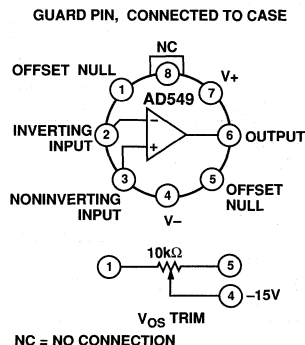 GUARD PIN, CONNECTED TO CASE
NC
OFFSET NULL
8
V+
1
7
AD549
INVERTING
INPUT
2
−
6
OUTPUT
+
3
5
NONINVERTING
INPUT
4
OFFSET
NULL
V−
10kΩ
1
5
4
−15V
VOS TRIM
NC = NO CONNECTION